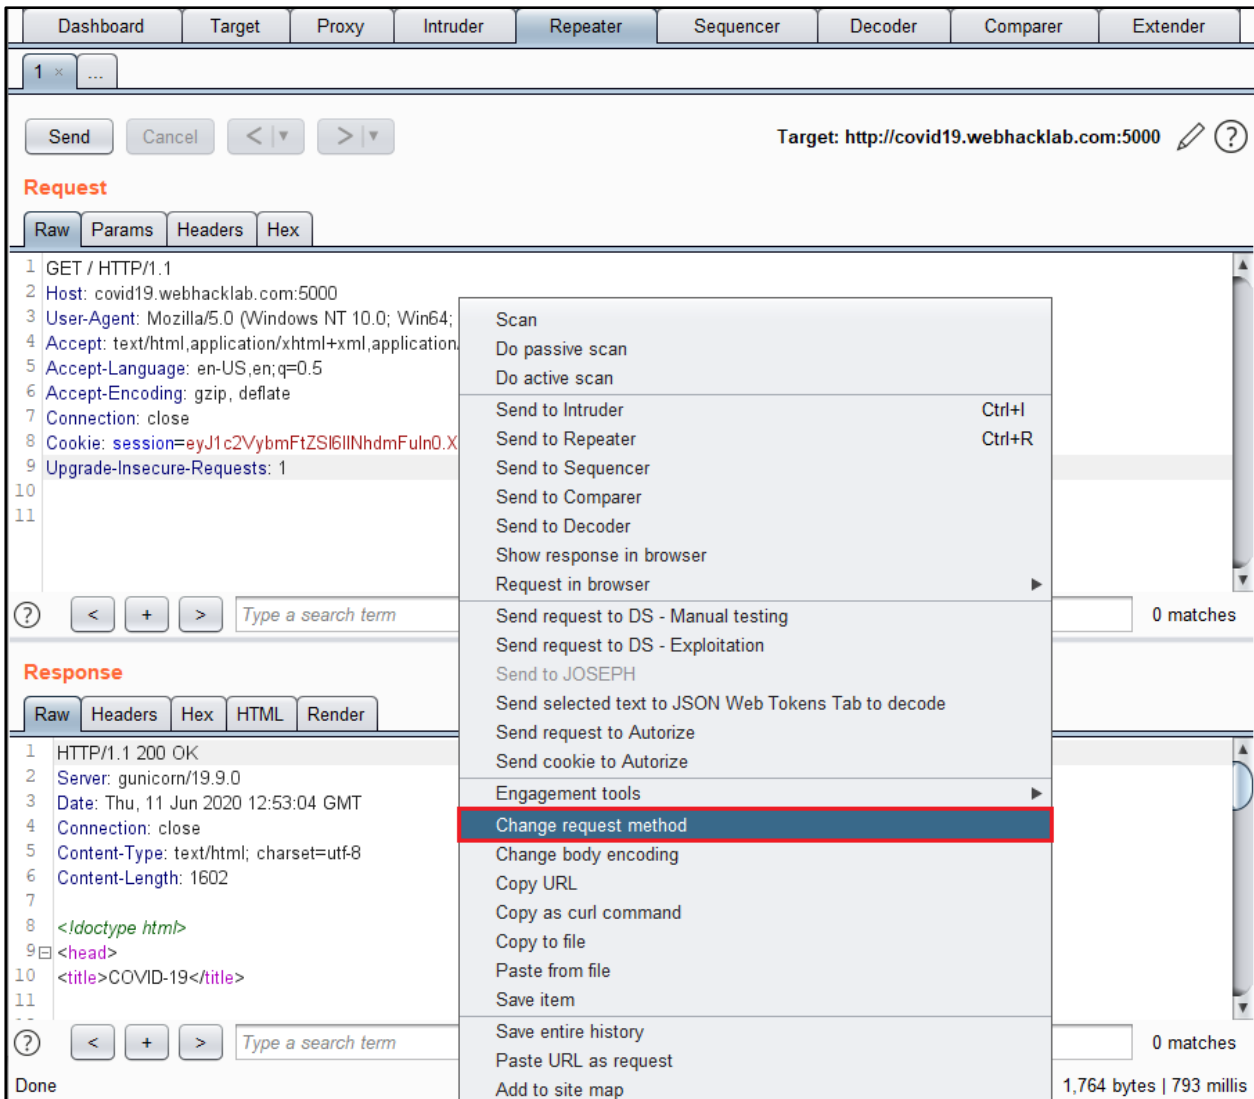 Dashboard Target Proxy Intruder Repeater Sequencer Decoder Comparer Extender
1 × ...
Send Cancel < | ▼ > | ▼ Target: http://covid19.webhacklab.com:5000 ?
Request
Raw Params Headers Hex
1 GET / HTTP/1.1
2 Host: covid19.webhacklab.com:5000
3 User-Agent: Mozilla/5.0 (Windows NT 10.0; Win64;
4 Accept: text/html,application/xhtml+xml,application/
5 Accept-Language: en-US,en;q=0.5
6 Accept-Encoding: gzip, deflate
7 Connection: close
8 Cookie: session=eyJ1c2VybmFtZSI6IlNhdmFuIn0.X
9 Upgrade-Insecure-Requests: 1
10
11
? < + > Type a search term 0 matches
Response
Raw Headers Hex HTML Render
1 HTTP/1.1 200 OK
2 Server: gunicorn/19.9.0
3 Date: Thu, 11 Jun 2020 12:53:04 GMT
4 Connection: close
5 Content-Type: text/html; charset=utf-8
6 Content-Length: 1602
7
8 <!doctype html>
9 <head>
10 <title>COVID-19</title>
11
? < + > Type a search term 0 matches
Done 1,764 bytes | 793 millis
Scan
Do passive scan
Do active scan
Send to Intruder Ctrl+I
Send to Repeater Ctrl+R
Send to Sequencer
Send to Comparer
Send to Decoder
Show response in browser
Request in browser
Send request to DS - Manual testing
Send request to DS - Exploitation
Send to JOSEPH
Send selected text to JSON Web Tokens Tab to decode
Send request to Autorize
Send cookie to Autorize
Engagement tools
Change request method
Change body encoding
Copy URL
Copy as curl command
Copy to file
Paste from file
Save item
Save entire history
Paste URL as request
Add to site map